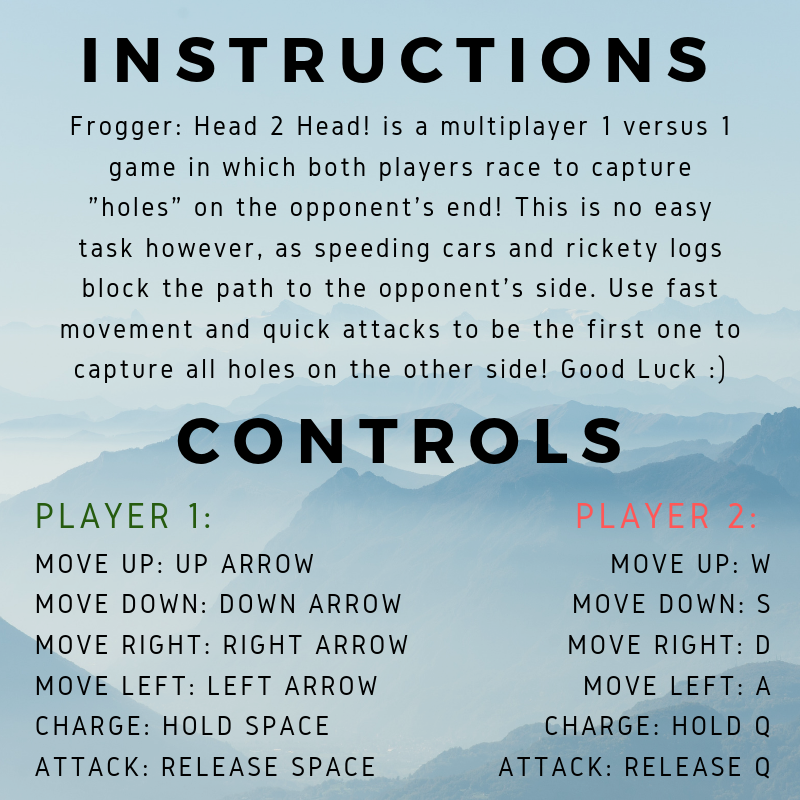 INSTRUCTIONS
Frogger: Head 2 Head! is a multiplayer 1 versus 1
game in which both players race to capture
”holes” on the opponent’s end! This is no easy
task however, as speeding cars and rickety logs
block the path to the opponent’s side. Use fast
movement and quick attacks to be the first one to
capture all holes on the other side! Good Luck :)
CONTROLS
PLAYER 1:
MOVE UP: UP ARROW
MOVE DOWN: DOWN ARROW
MOVE RIGHT: RIGHT ARROW
MOVE LEFT: LEFT ARROW
CHARGE: HOLD SPACE
ATTACK: RELEASE SPACE
PLAYER 2:
MOVE UP: W
MOVE DOWN: S
MOVE RIGHT: D
MOVE LEFT: A
CHARGE: HOLD Q
ATTACK: RELEASE Q